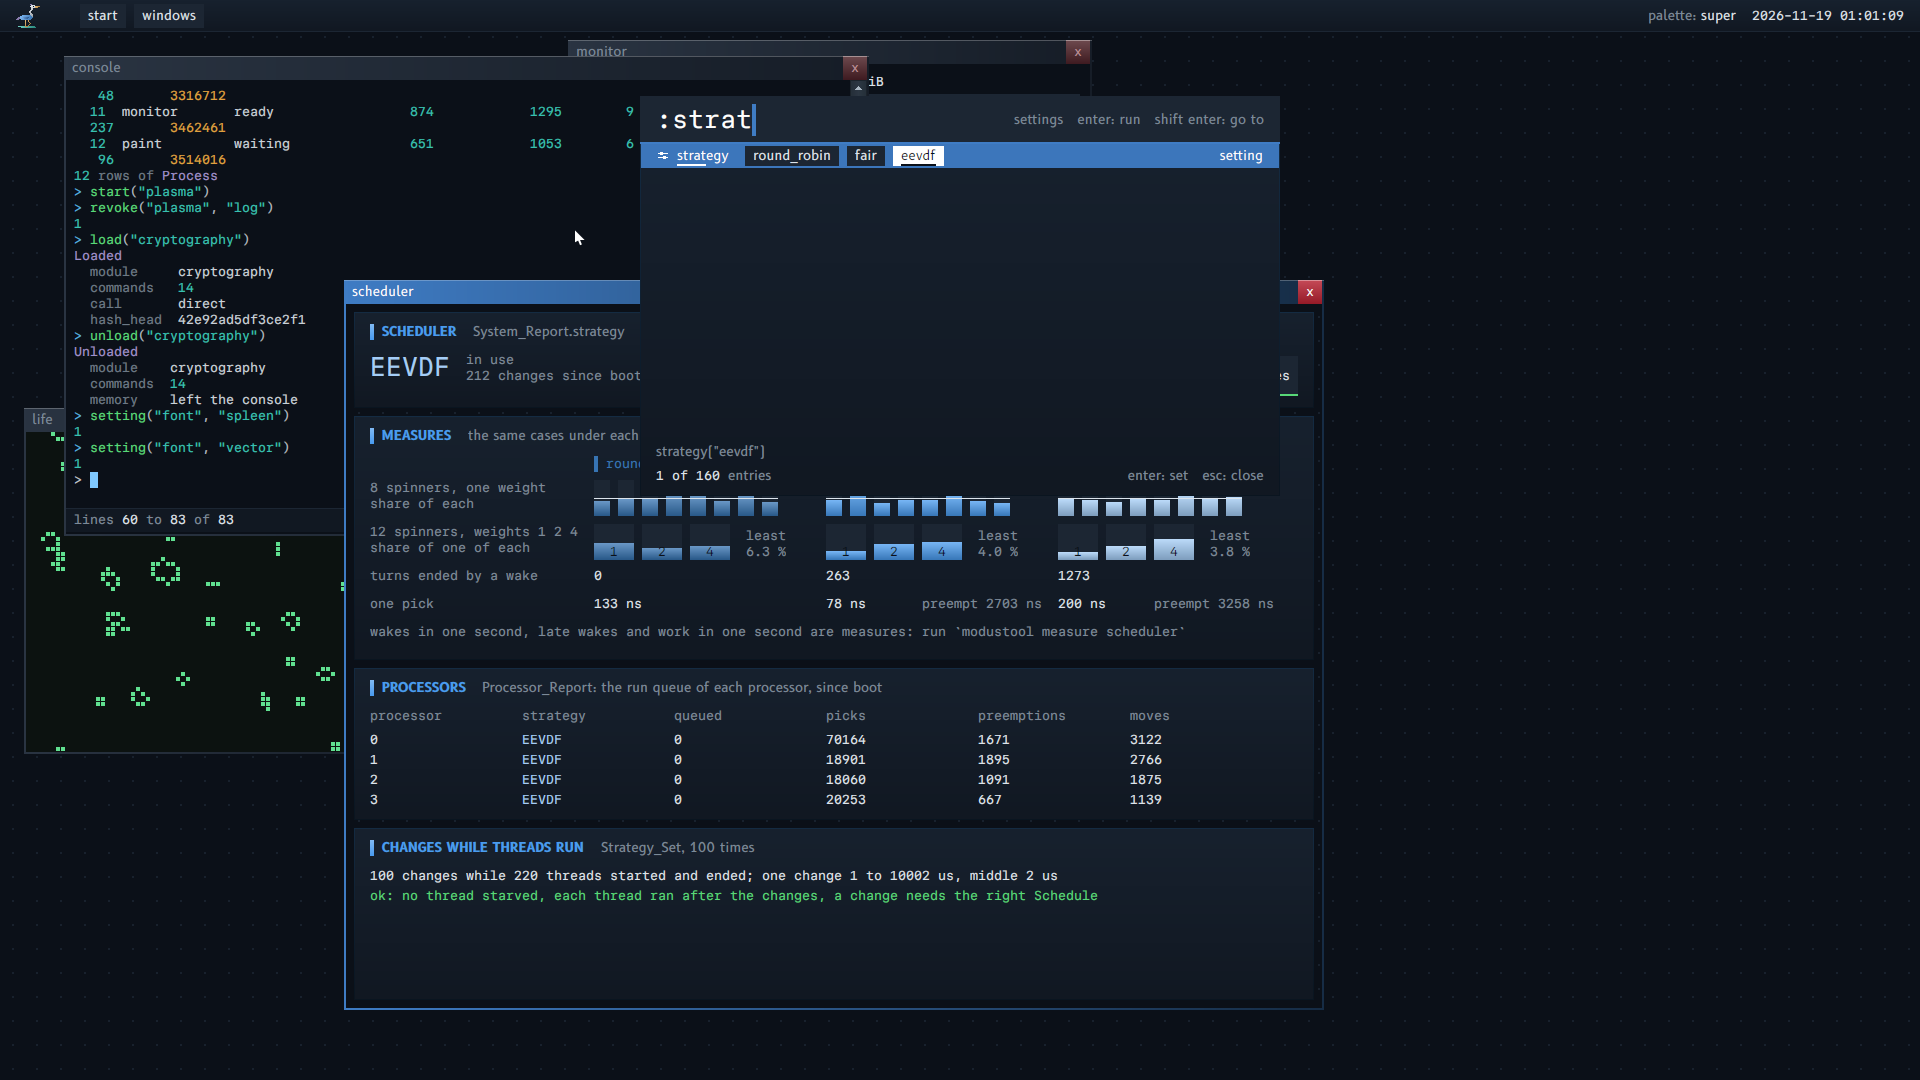 start windows palette: super 2026-11-19 01:01:09
monitor x
iB
console x
48 3316712
11 monitor ready 874 1295 9
237 3462461
12 paint waiting 651 1053 6
96 3514016
12 rows of Process
> start("plasma")
> revoke("plasma", "log")
1
> load("cryptography")
Loaded
module cryptography
commands 14
call direct
hash_head 42e92ad5df3ce2f1
> unload("cryptography")
Unloaded
module cryptography
commands 14
memory left the console
> setting("font", "spleen")
1
> setting("font", "vector")
1
>
lines 60 to 83 of 83
:strat settings enter: run shift enter: go to
strategy round_robin fair eevdf setting
strategy["eevdf"]
1 of 160 entries enter: set esc: close
life
scheduler x
SCHEDULER System_Report.strategy
EEVDF in use
212 changes since boot
MEASURES the same cases under each
8 spinners, one weight
share of each
12 spinners, weights 1 2 4
share of one of each
1 2 4 least 6.3 %
1 2 4 least 4.0 %
1 2 4 least 3.8 %
turns ended by a wake 0 263 1273
one pick 133 ns 78 ns preempt 2703 ns 200 ns preempt 3258 ns
wakes in one second, late wakes and work in one second are measures: run `modustool measure scheduler`
PROCESSORS Processor_Report: the run queue of each processor, since boot
processor strategy queued picks preemptions moves
0 EEVDF 0 70164 1671 3122
1 EEVDF 0 18901 1895 2766
2 EEVDF 0 18060 1091 1875
3 EEVDF 0 20253 667 1139
CHANGES WHILE THREADS RUN Strategy_Set, 100 times
100 changes while 220 threads started and ended; one change 1 to 10002 us, middle 2 us
ok: no thread starved, each thread ran after the changes, a change needs the right Schedule